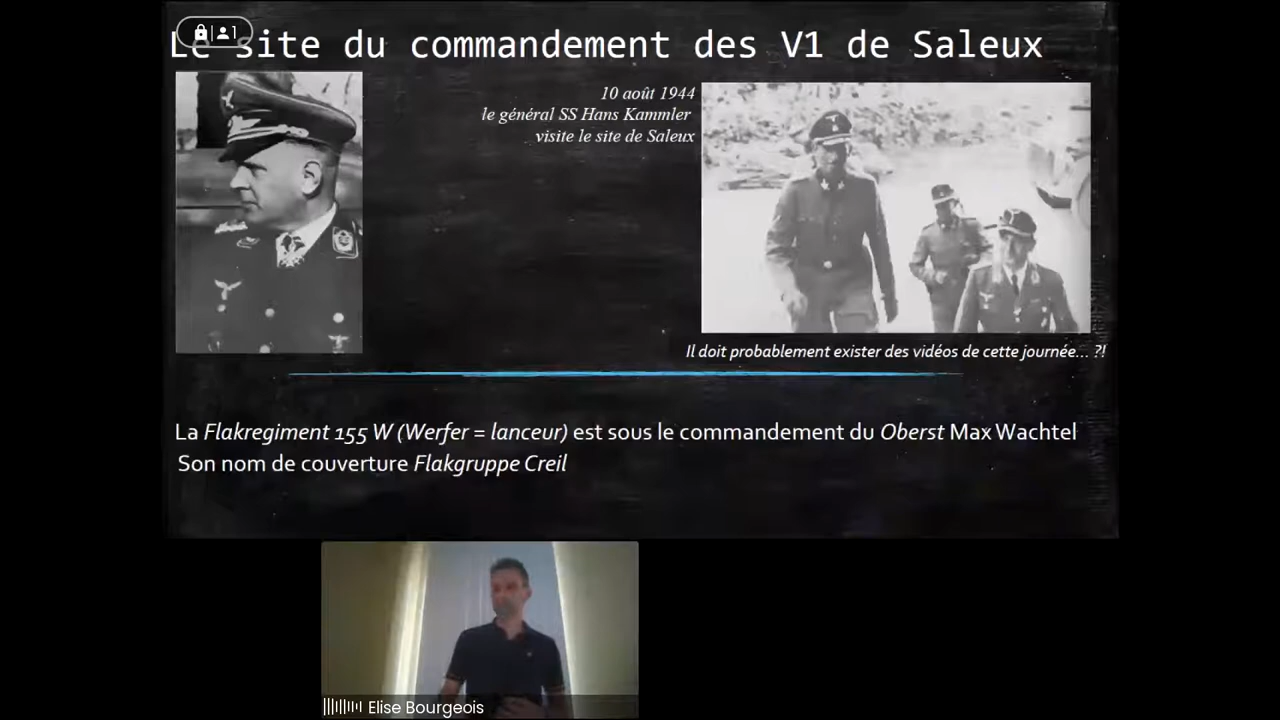 Le site du commandement des V1 de Saleux
1
10 août 1944
le général SS Hans Kammler
visite le site de Saleux
Il doit probablement exister des vidéos de cette journée... ?!
La Flakregiment 155 W (Werfer = lanceur) est sous le commandement du Oberst Max Wachtel
Son nom de couverture Flakgruppe Creil
Elise Bourgeois